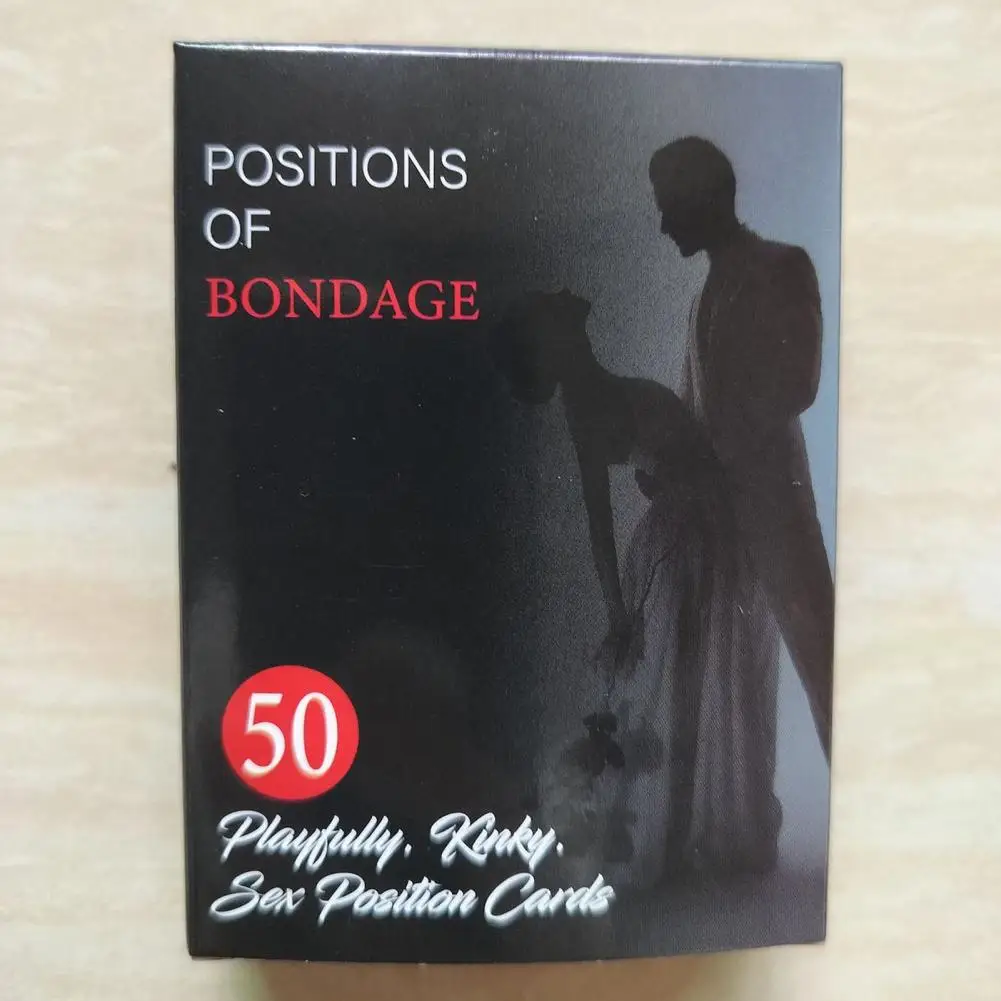 POSITIONS
OF
BONDAGE
50
Playfully. Kinky.
Sex Position Cards